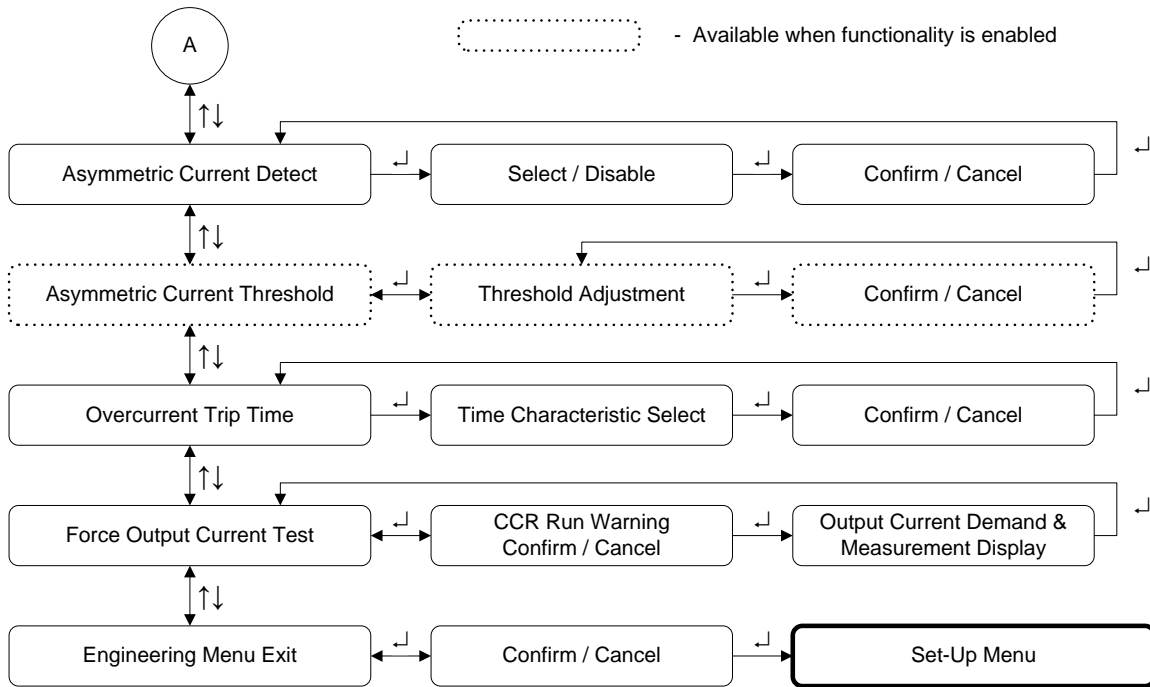 A
- Available when functionality is enabled
↑↓
↵
Asymmetric Current Detect
↵
Select / Disable
↵
Confirm / Cancel
↑↓
↵
Asymmetric Current Threshold
↵
Threshold Adjustment
↵
Confirm / Cancel
↑↓
↵
Overcurrent Trip Time
↵
Time Characteristic Select
↵
Confirm / Cancel
↑↓
↵
Force Output Current Test
↵
CCR Run Warning
Confirm / Cancel
↵
Output Current Demand &
Measurement Display
↑↓
Engineering Menu Exit
↵
Confirm / Cancel
↵
Set-Up Menu